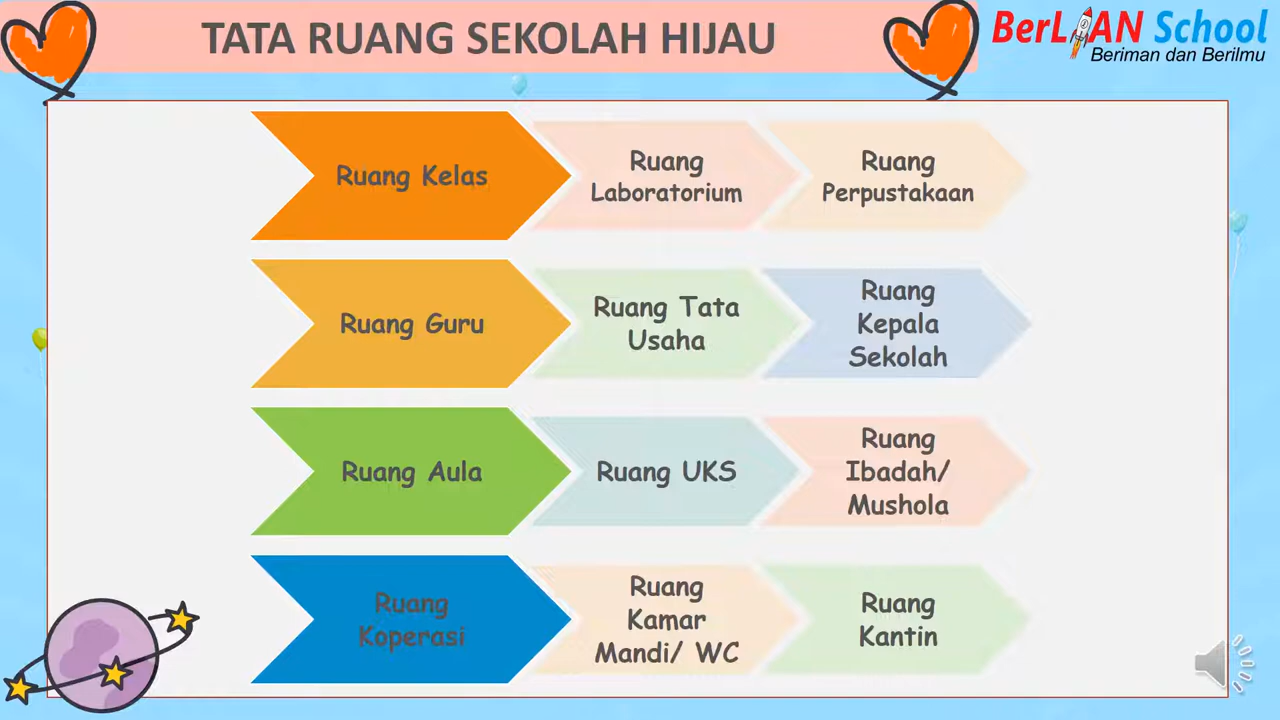 TATA RUANG SEKOLAH HIJAU
BerLIAN School
Beriman dan Berilmu
Ruang Kelas
Ruang
Laboratorium
Ruang
Perpustakaan
Ruang Guru
Ruang Tata
Usaha
Ruang
Kepala
Sekolah
Ruang Aula
Ruang UKS
Ruang
Ibadah/
Mushola
Ruang
Koperasi
Ruang
Kamar
Mandi/ WC
Ruang
Kantin